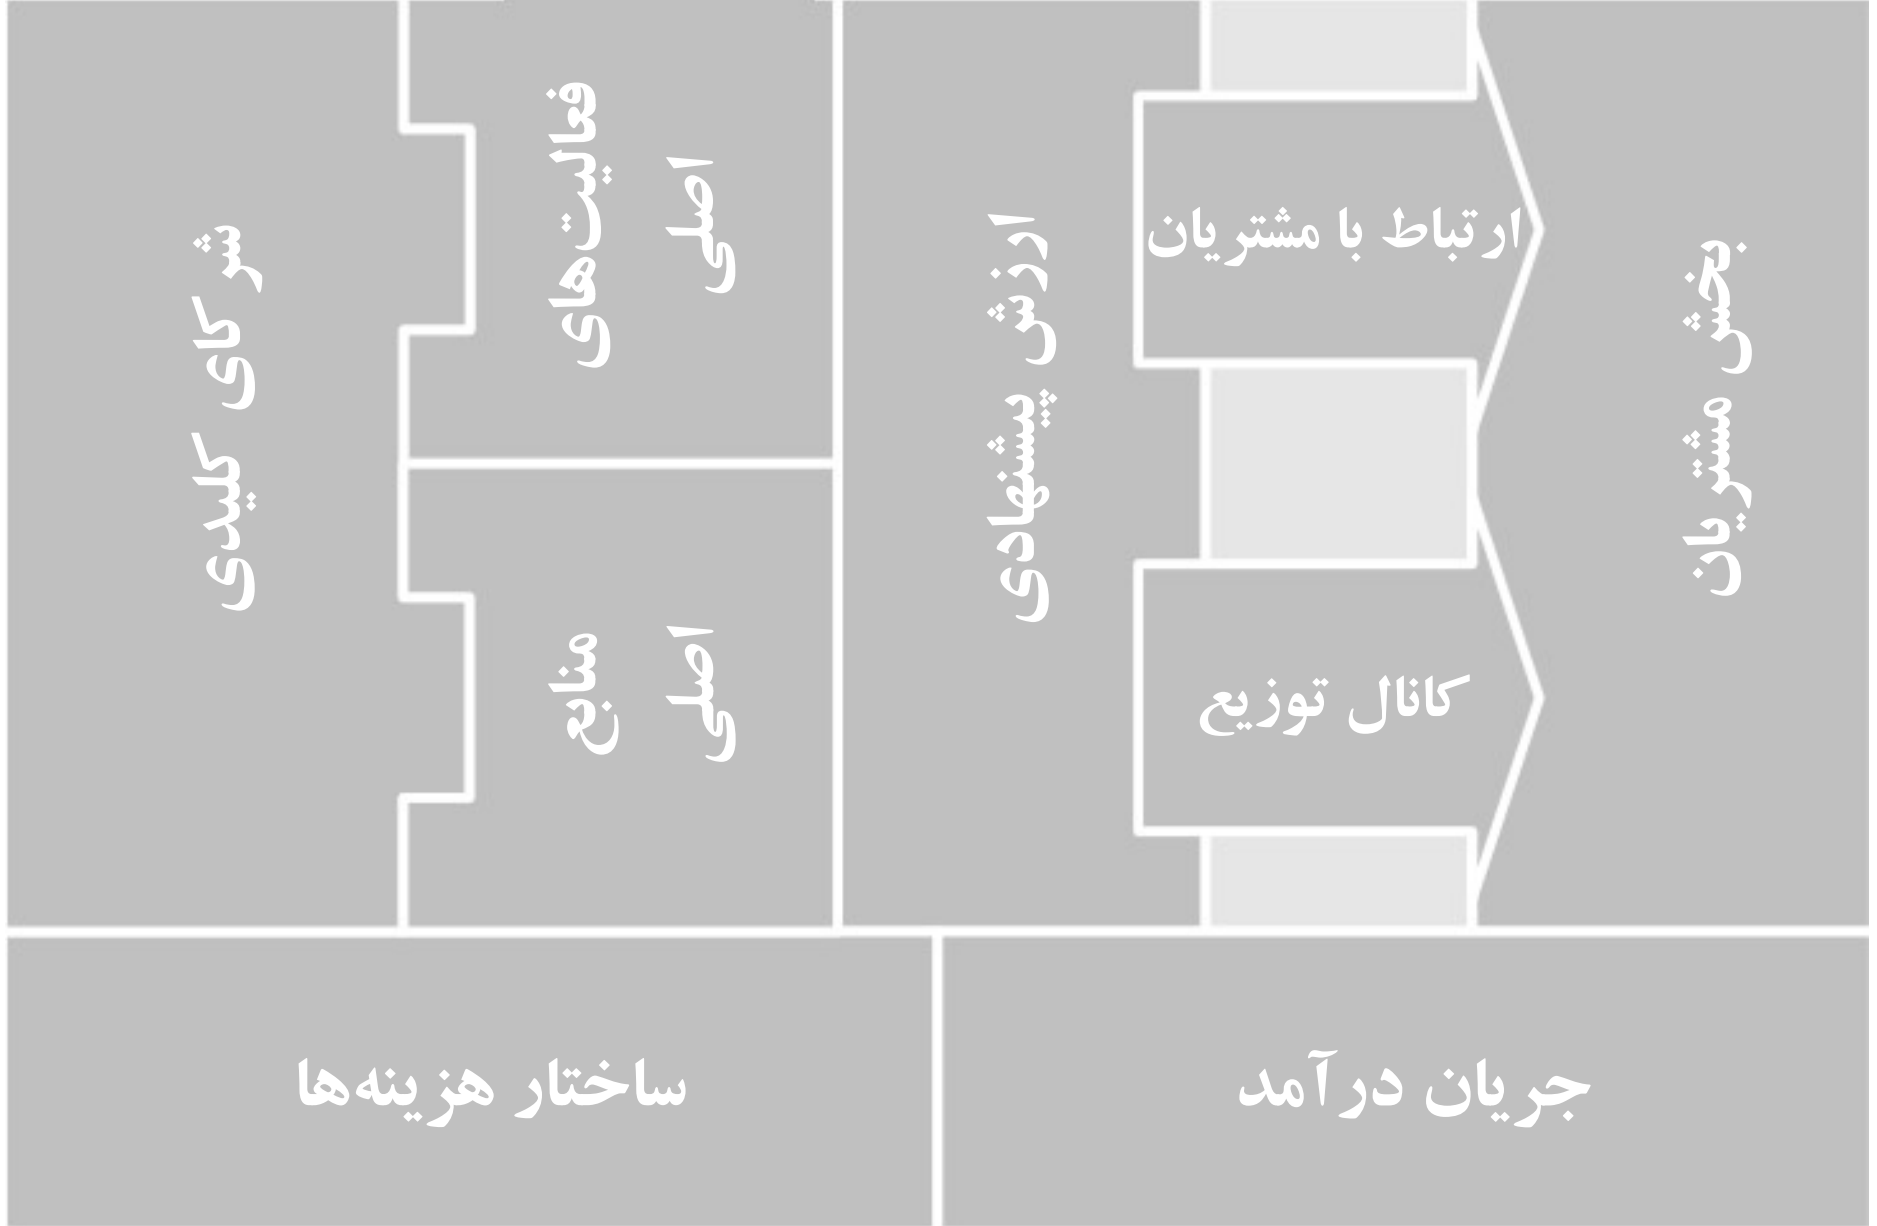 شرکای کلیدی
فعالیت‌های
اصلی
منابع
اصلی
ارزش پیشنهادی
ارتباط با مشتریان
کانال توزیع
بخش مشتریان
ساختار هزینه‌ها
جریان درآمد